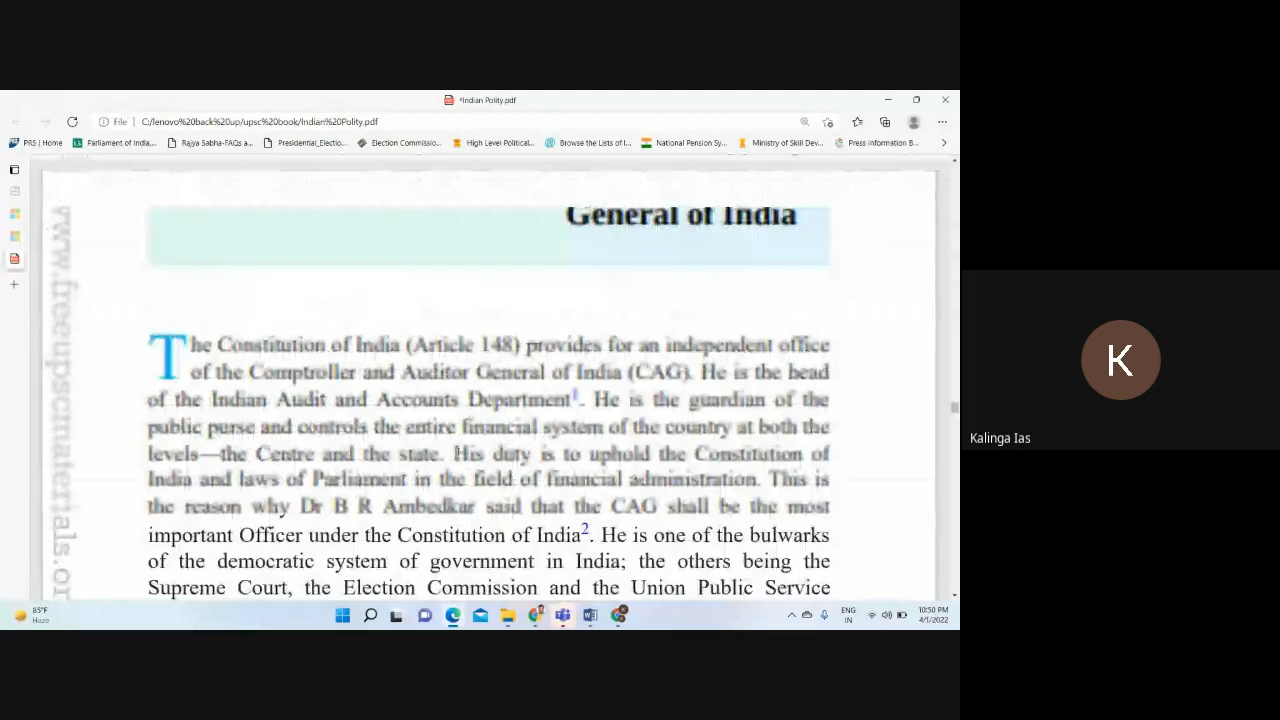 *Indian Polity.pdf
File C:/lenovo%20back%20up/upsc%20book/Indian%20Polity.pdf
PRS | Home Parliament of India,... Rajya Sabha-FAQs a... Presidential_Electio... Election Commissio... High Level Political... Browse the Lists of I... National Pension Sy... Ministry of Skill Dev... Press Information B...
General of India
www.freeupscmaterials.or
The Constitution of India (Article 148) provides for an independent office
of the Comptroller and Auditor General of India (CAG). He is the head
of the Indian Audit and Accounts Department1. He is the guardian of the
public purse and controls the entire financial system of the country at both the
levels—the Centre and the state. His duty is to uphold the Constitution of
India and laws of Parliament in the field of financial administration. This is
the reason why Dr B R Ambedkar said that the CAG shall be the most
important Officer under the Constitution of India2. He is one of the bulwarks
of the democratic system of government in India; the others being the
Supreme Court, the Election Commission and the Union Public Service
K
Kalinga Ias
85°F
Haze
ENG
IN
10:50 PM
4/1/2022